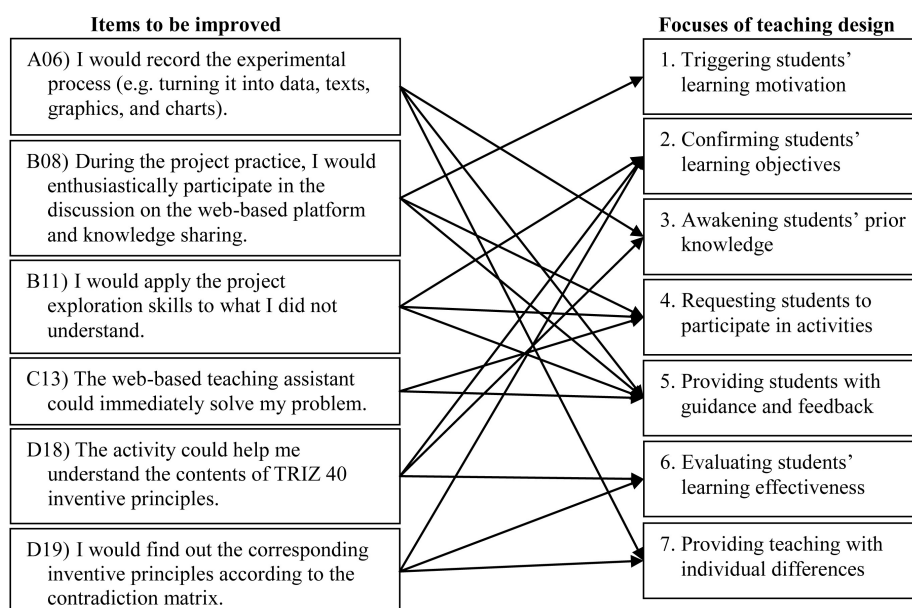 Items to be improved
A06) I would record the experimental
process (e.g. turning it into data, texts,
graphics, and charts).
B08) During the project practice, I would
enthusiastically participate in the
discussion on the web-based platform
and knowledge sharing.
B11) I would apply the project
exploration skills to what I did not
understand.
C13) The web-based teaching assistant
could immediately solve my problem.
D18) The activity could help me
understand the contents of TRIZ 40
inventive principles.
D19) I would find out the corresponding
inventive principles according to the
contradiction matrix.
Focuses of teaching design
1. Triggering students’
learning motivation
2. Confirming students’
learning objectives
3. Awakening students’ prior
knowledge
4. Requesting students to
participate in activities
5. Providing students with
guidance and feedback
6. Evaluating students’
learning effectiveness
7. Providing teaching with
individual differences